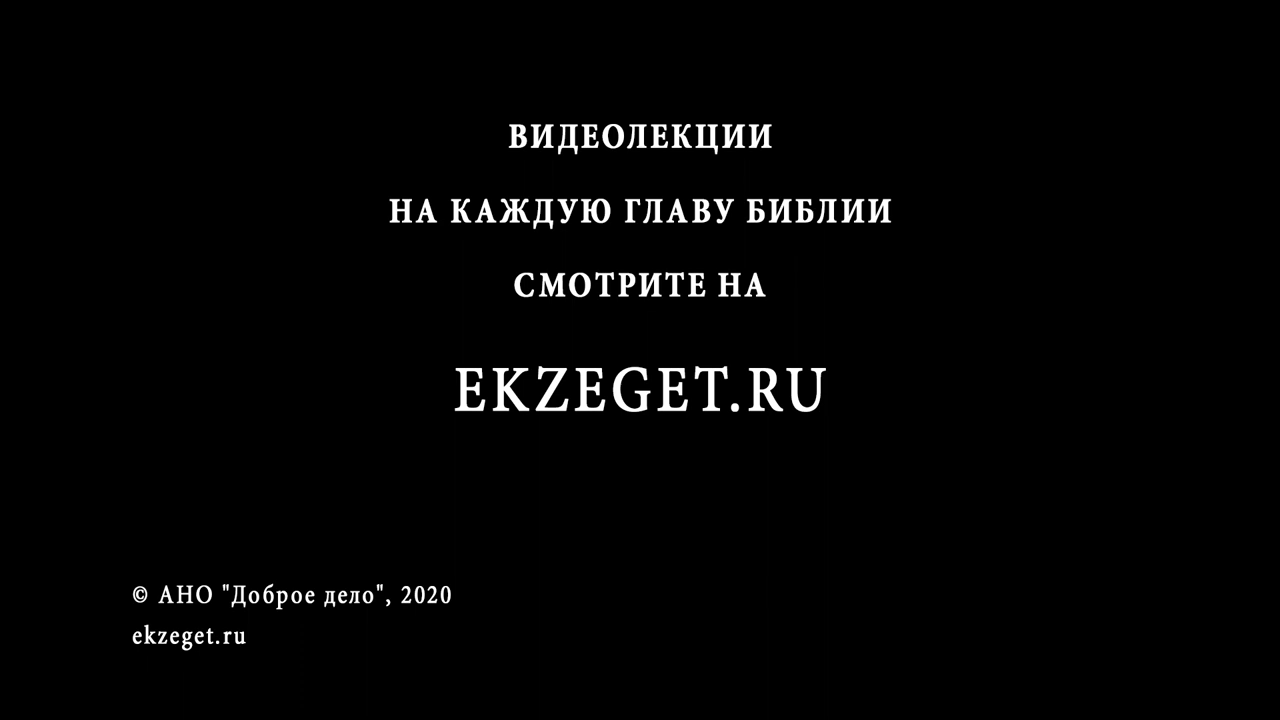 ВИДЕОЛЕКЦИИ
НА КАЖДУЮ ГЛАВУ БИБЛИИ
СМОТРИТЕ НА
EKZEGET.RU
© АНО "Доброе дело", 2020
ekzeget.ru